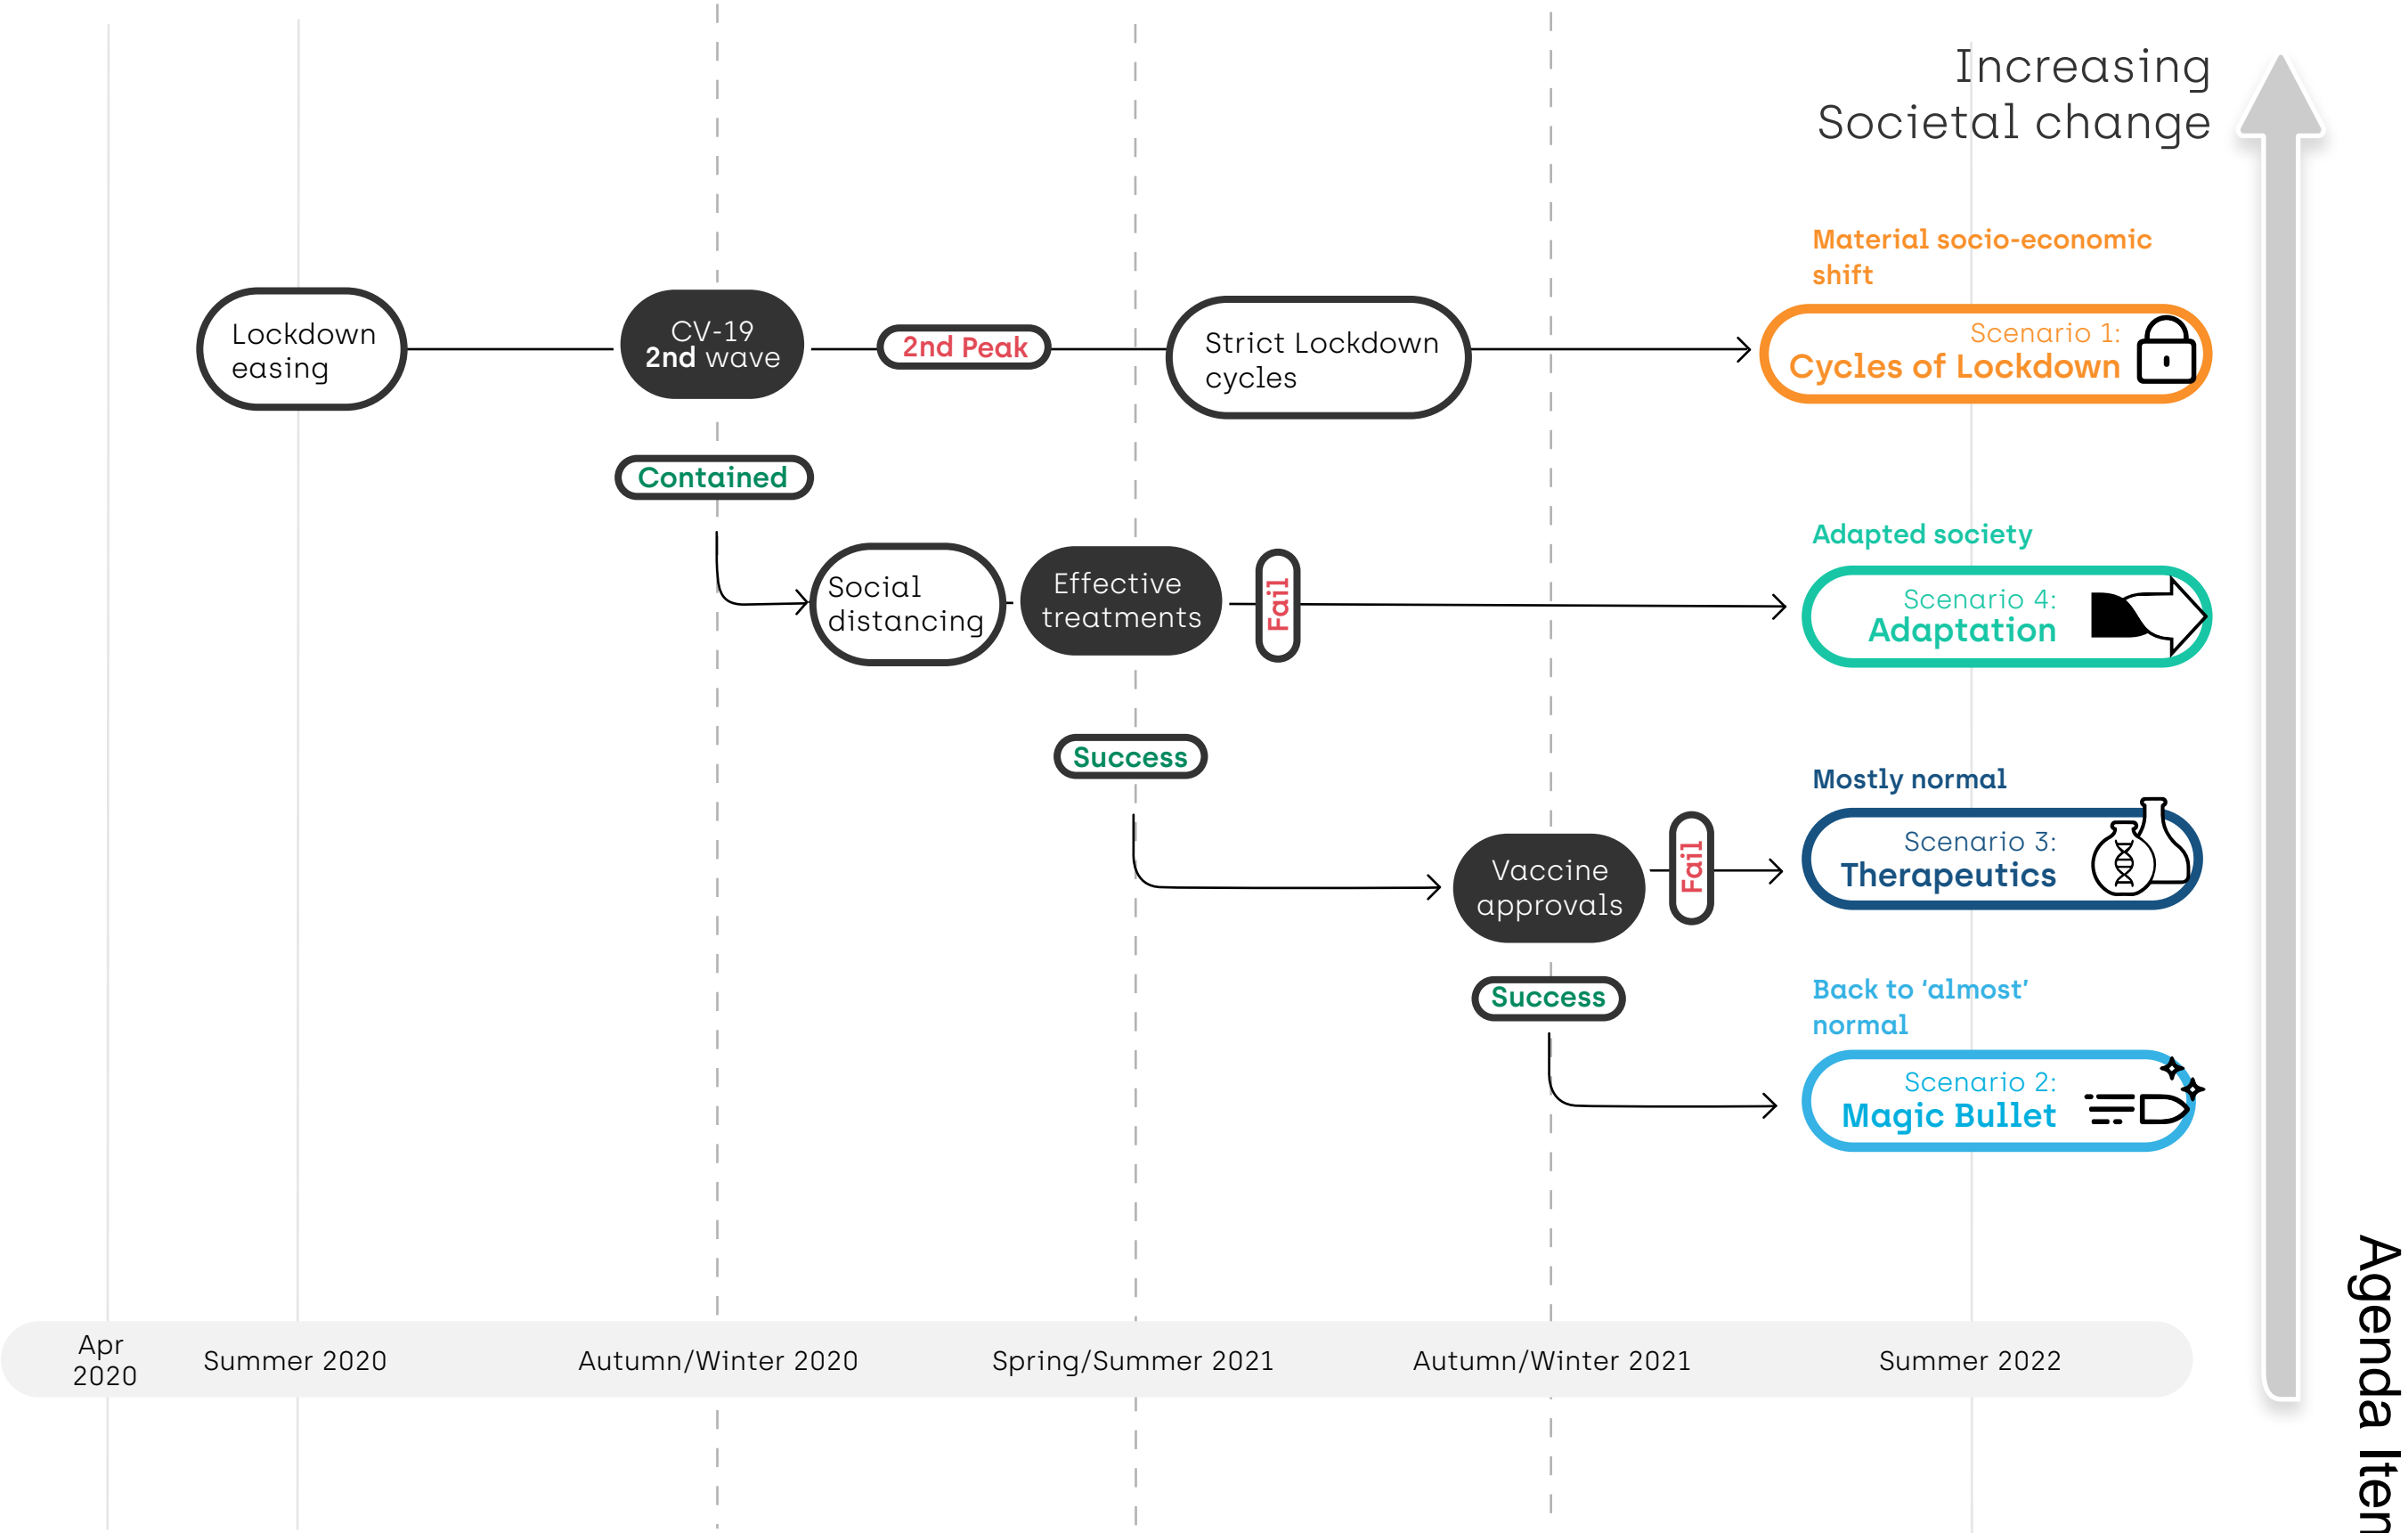 Increasing
Societal change
Material socio-economic
shift
Lockdown
easing
CV-19
2nd wave
2nd Peak
Strict Lockdown
cycles
Scenario 1:
Cycles of Lockdown
Contained
Adapted society
Social
distancing
Effective
treatments
Fail
Scenario 4:
Adaptation
Success
Mostly normal
Vaccine
approvals
Fail
Scenario 3:
Therapeutics
Success
Back to ‘almost’
normal
Scenario 2:
Magic Bullet
Apr
2020
Summer 2020
Autumn/Winter 2020
Spring/Summer 2021
Autumn/Winter 2021
Summer 2022
Agenda